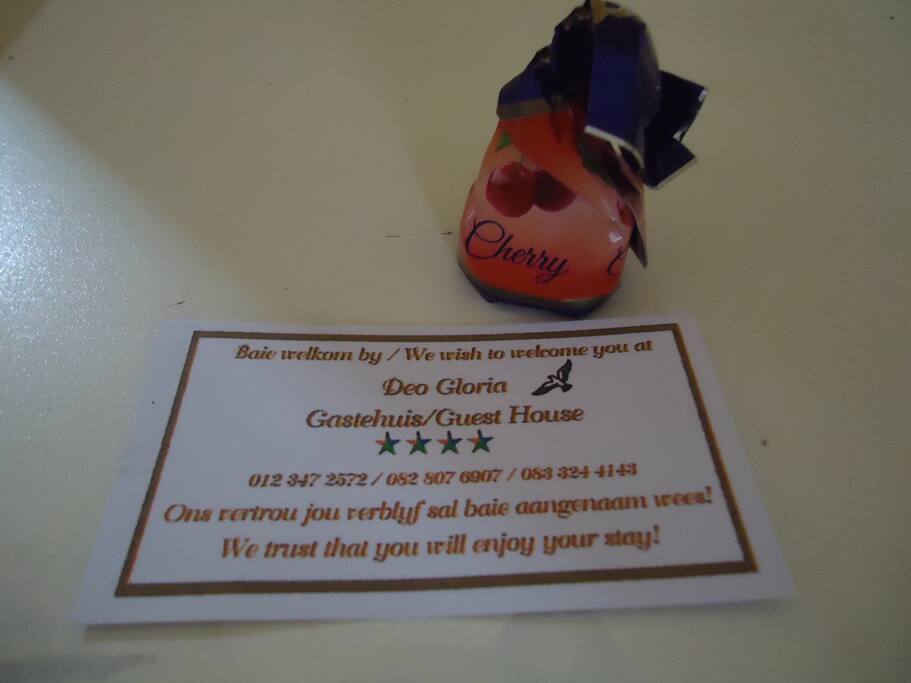 Cherry
Baie welkom by / We wish to welcome you at
Deo Gloria
Gastehuis/Guest House
012 347 2572 / 082 807 6907 / 083 324 4143
Ons vertrou jou verblyf sal baie aangenaam wees!
We trust that you will enjoy your stay!